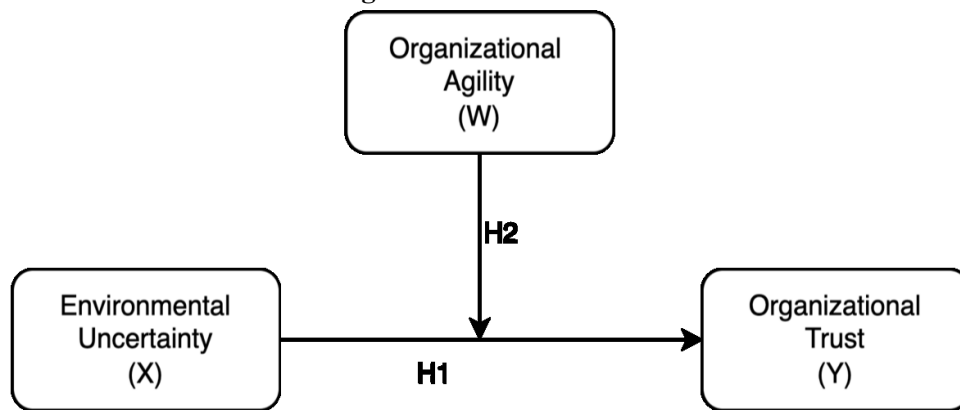 Organizational
Agility
(W)
H2
Environmental
Uncertainty
(X)
H1
Organizational
Trust
(Y)